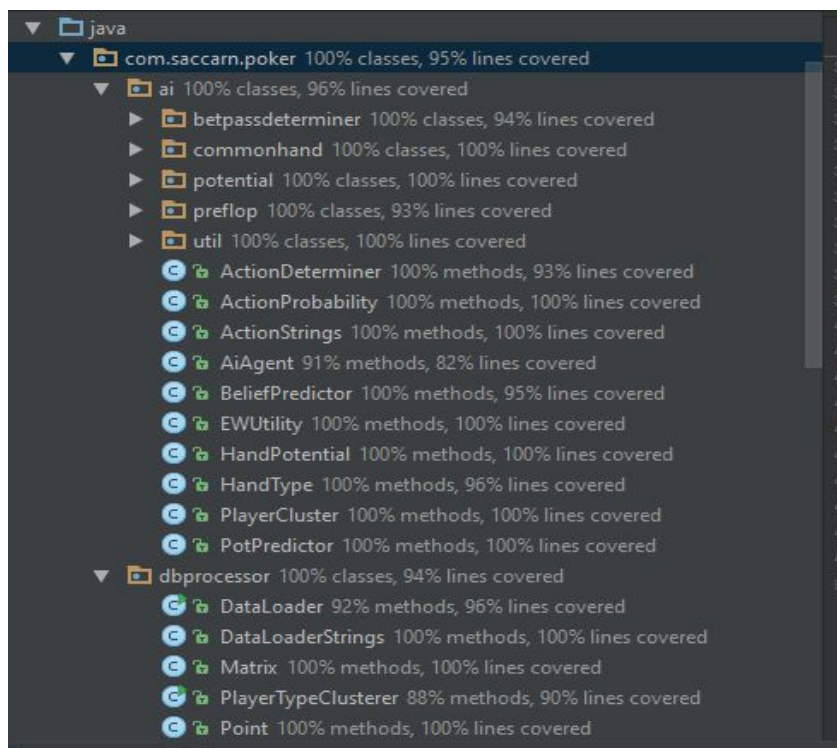 java
com.saccarn.poker 100% classes, 95% lines covered
ai 100% classes, 96% lines covered
betpassdeterminer 100% classes, 94% lines covered
commonhand 100% classes, 100% lines covered
potential 100% classes, 100% lines covered
preflop 100% classes, 93% lines covered
util 100% classes, 100% lines covered
C ActionDeterminer 100% methods, 93% lines covered
C ActionProbability 100% methods, 100% lines covered
C ActionStrings 100% methods, 100% lines covered
C AiAgent 91% methods, 82% lines covered
C BeliefPredictor 100% methods, 95% lines covered
C EWUtility 100% methods, 100% lines covered
C HandPotential 100% methods, 100% lines covered
C HandType 100% methods, 96% lines covered
C PlayerCluster 100% methods, 100% lines covered
C PotPredictor 100% methods, 100% lines covered
dbprocessor 100% classes, 94% lines covered
C DataLoader 92% methods, 96% lines covered
C DataLoaderStrings 100% methods, 100% lines covered
C Matrix 100% methods, 100% lines covered
C PlayerTypeClusterer 88% methods, 90% lines covered
C Point 100% methods, 100% lines covered